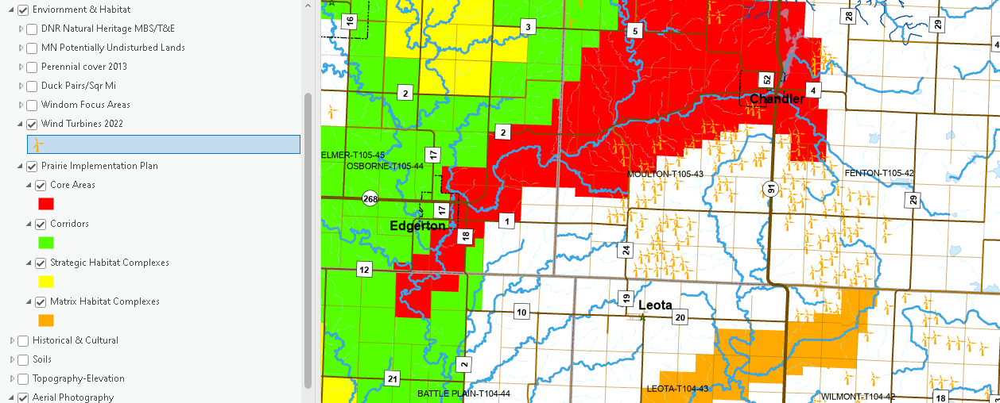 Enviornment & Habitat
DNR Natural Heritage MBS/T&E
MN Potentially Undisturbed Lands
Perennial cover 2013
Duck Pairs/Sqr Mi
Windom Focus Areas
Wind Turbines 2022
Prairie Implementation Plan
Core Areas
Corridors
Strategic Habitat Complexes
Matrix Habitat Complexes
Historical & Cultural
Soils
Topography-Elevation
Aerial Photography
16
3
5
28
29
4
2
52
4
Chandler
2
17
ELMER-T105-45
OSBORNE-T105-44
MOULTON-T105-43
FENTON-T105-42
268
91
29
17
1
Edgerton
18
24
12
19
Leota
10
20
2
21
BATTLE PLAIN-T104-44
LEOTA-T104-43
WILMONT-T104-42
18